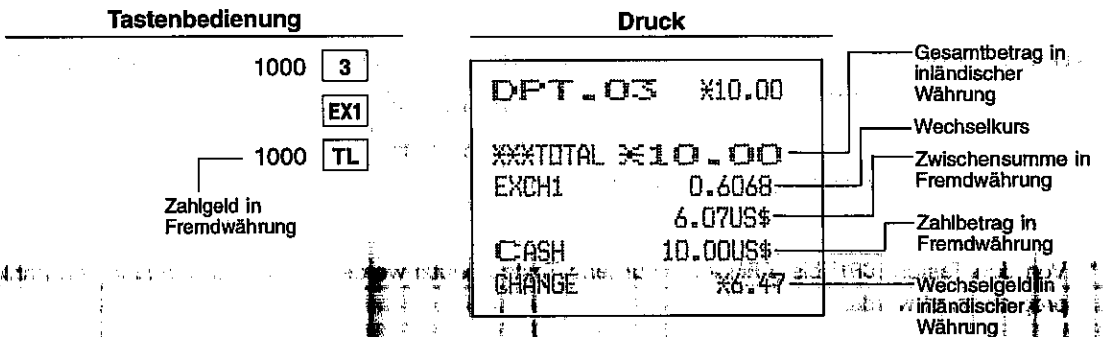 Tastenbedienung
1000 3
EX1
1000 TL
Zahlgeld in
Fremdwährung
Druck
DPT.03 ※10.00
※※※TOTAL ※10.00
EXCH1 0.6068
6.07US$
CASH 10.00US$
CHANGE ※6.47
Gesamtbetrag in
inländischer
Währung
Wechselkurs
Zwischensumme in
Fremdwährung
Zahlbetrag in
Fremdwährung
Wechselgeld in
inländischer
Währung